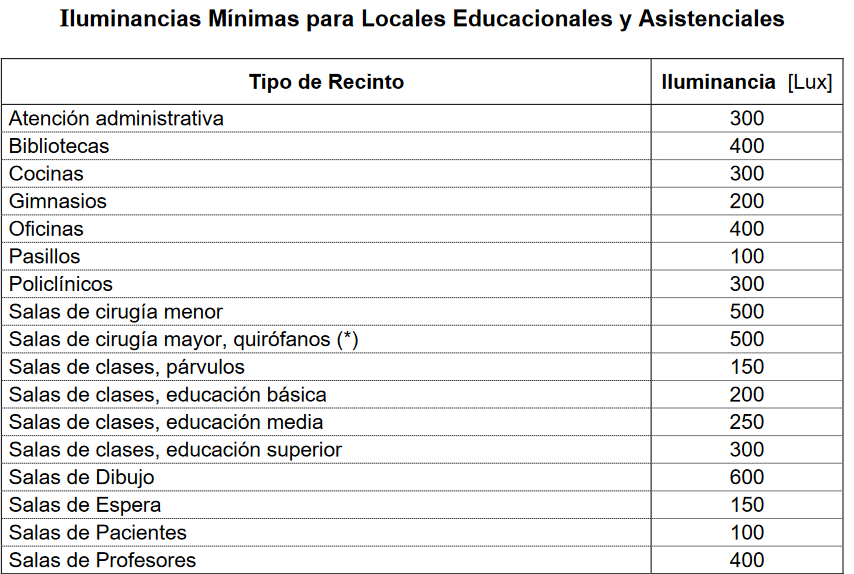 Iluminancias Mínimas para Locales Educacionales y Asistenciales
Tipo de Recinto Iluminancia [Lux]
Atención administrativa 300
Bibliotecas 400
Cocinas 300
Gimnasios 200
Oficinas 400
Pasillos 100
Policlínicos 300
Salas de cirugía menor 500
Salas de cirugía mayor, quirófanos (*) 500
Salas de clases, párvulos 150
Salas de clases, educación básica 200
Salas de clases, educación media 250
Salas de clases, educación superior 300
Salas de Dibujo 600
Salas de Espera 150
Salas de Pacientes 100
Salas de Profesores 400